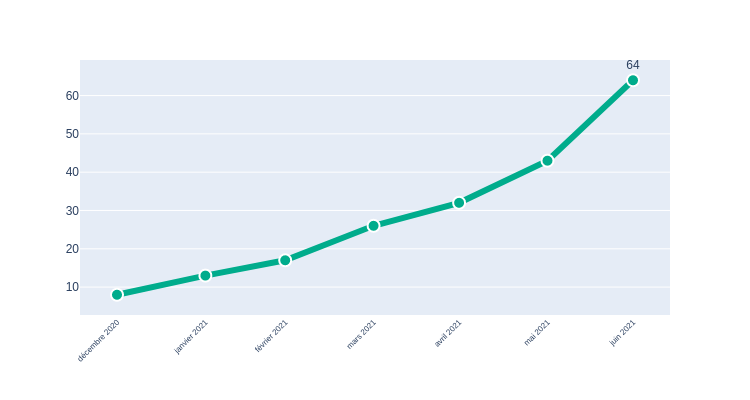 64
60
50
40
30
20
10
décembre 2020
janvier 2021
février 2021
mars 2021
avril 2021
mai 2021
juin 2021